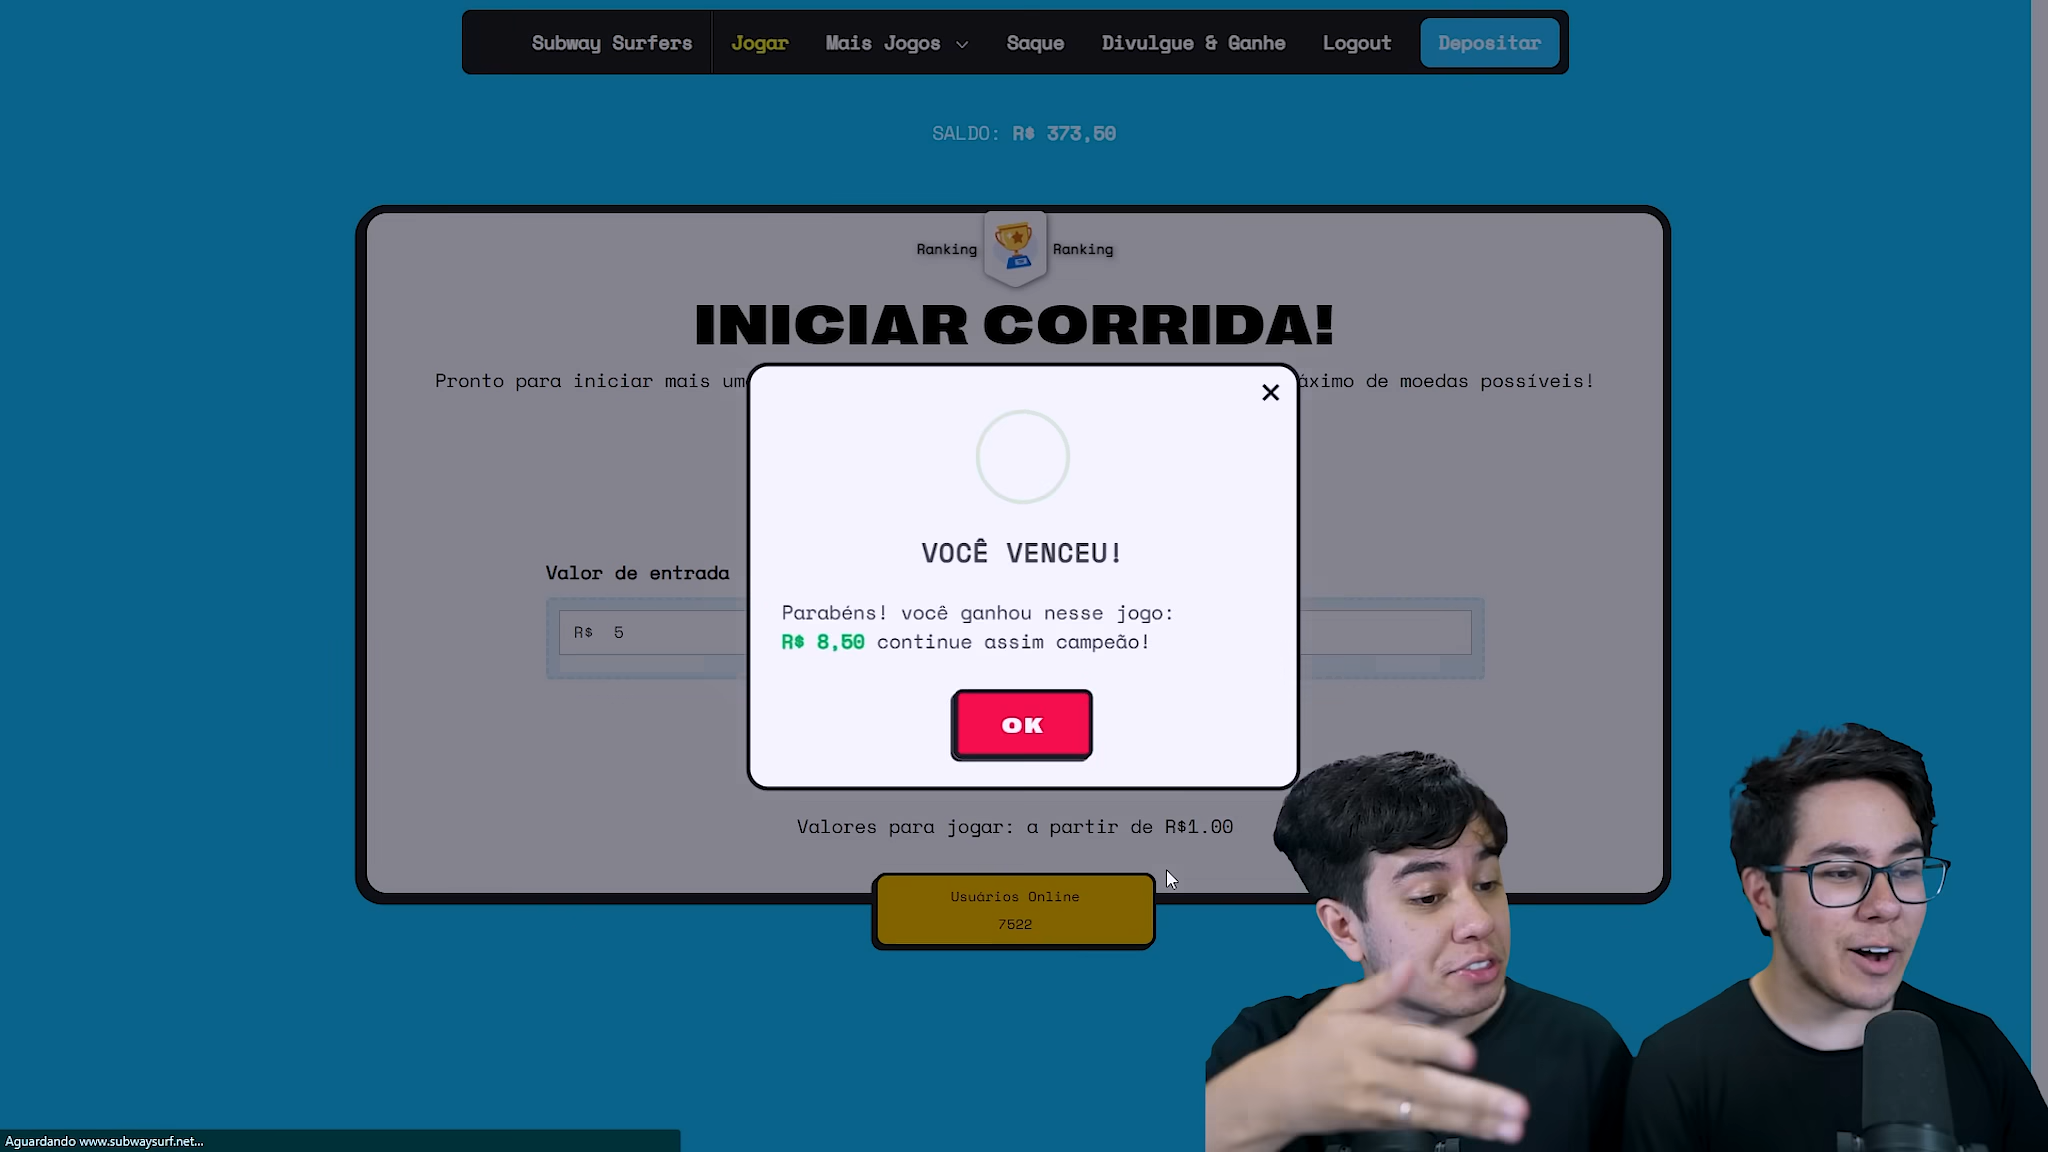 Subway Surfers Jogar Mais Jogos Saque Divulgue & Ganhe Logout Depositar
SALDO: R$ 373,50
Ranking Ranking
INICIAR CORRIDA!
Pronto para iniciar mais áximo de moedas possíveis!
VOCÊ VENCEU!
Valor de entrada
Parabéns! você ganhou nesse jogo:
R$ 5
R$ 8,50 continue assim campeão!
OK
Valores para jogar: a partir de R$1.00
Usuários Online
7522
Aguardando www.subwaysurf.net...